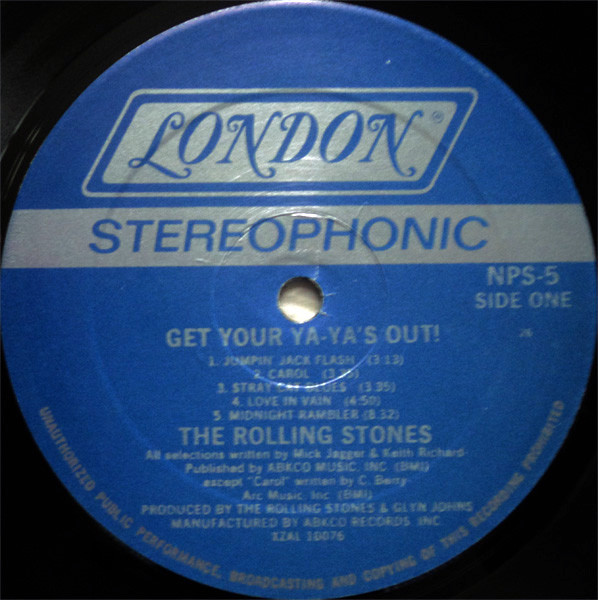 LONDON®
STEREOPHONIC
NPS-5
SIDE ONE
26
GET YOUR YA-YA'S OUT!
1. JUMPIN' JACK FLASH (3:13)
2. CAROL
3. STRAY CAT BLUES (3.35)
4. LOVE IN VAIN (4:50)
5. MIDNIGHT RAMBLER (8.32)
THE ROLLING STONES
All selections written by Mick Jagger & Keith Richard
Published by ABKCO MUSIC, INC (BMI)
except "Carol" written by C. Berry
Arc Music, Inc. (BMI)
PRODUCED BY THE ROLLING STONES & GLYN JOHNS
MANUFACTURED BY ABKCO RECORDS, INC.
XZAL 10076
UNAUTHORIZED PUBLIC PERFORMANCE, BROADCASTING AND COPYING OF THIS RECORDING PROHIBITED